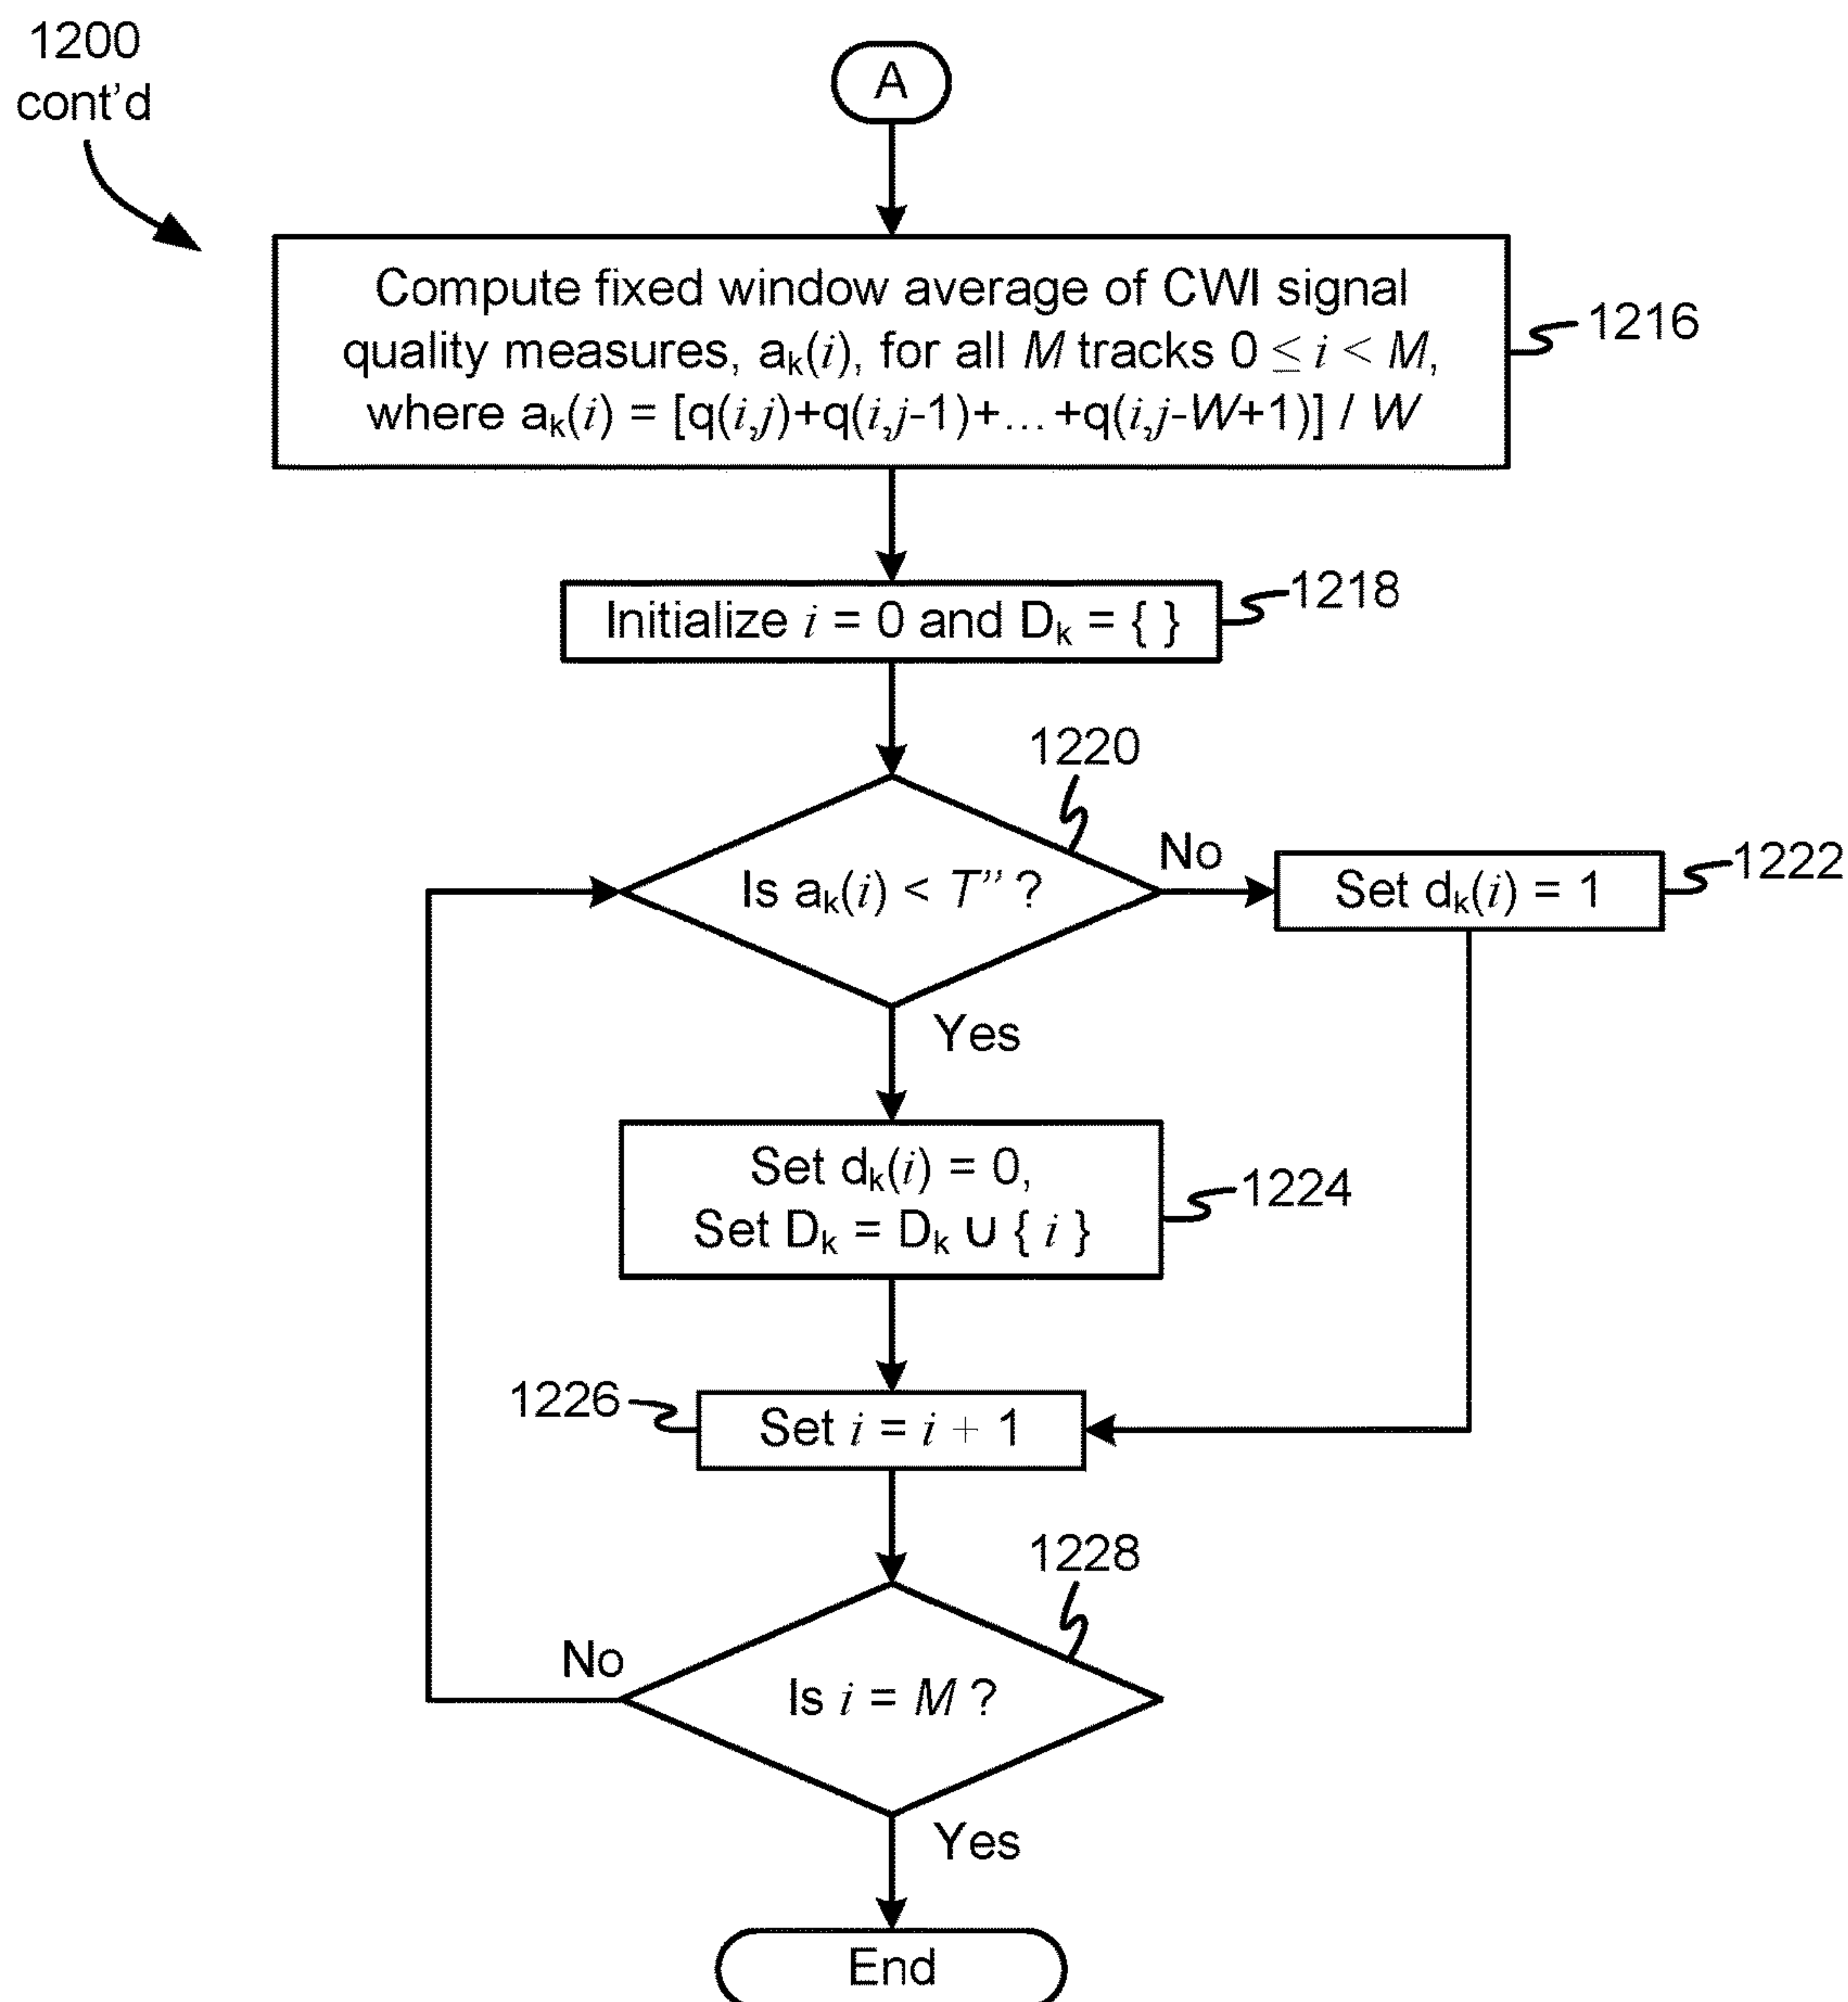 1200
cont’d
A
Compute fixed window average of CWI signal
quality measures, aₖ(i), for all M tracks 0 ≤ i < M,
where aₖ(i) = [q(i,j)+q(i,j-1)+...+q(i,j-W+1)] / W
1216
Initialize i = 0 and Dₖ = { }
1218
1220
Is aₖ(i) < T” ?
No
Set dₖ(i) = 1
1222
Yes
Set dₖ(i) = 0,
Set Dₖ = Dₖ ∪ { i }
1224
1226
Set i = i + 1
1228
No
Is i = M ?
Yes
End